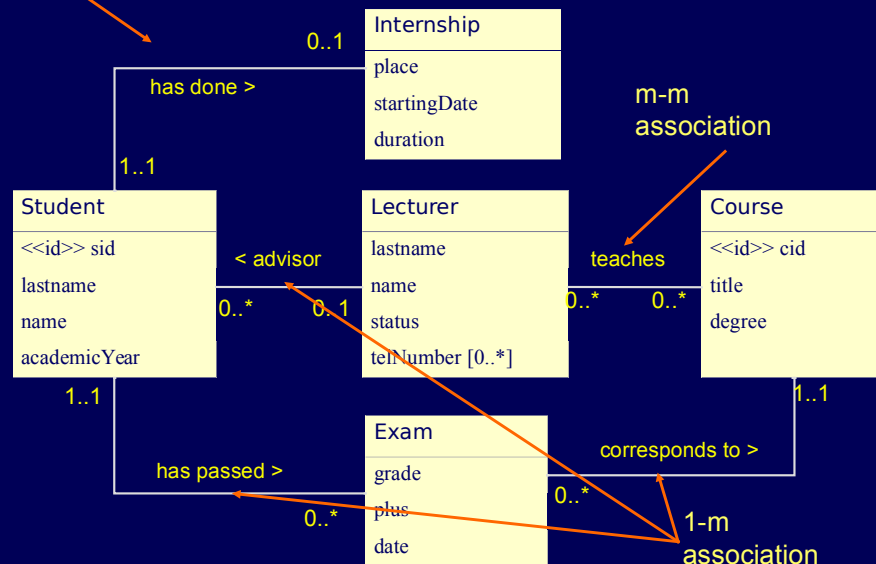 Internship
0..1
place
has done >
startingDate
duration
m-m
association
1..1
Student
<<id>> sid
lastname
name
academicYear
< advisor
0..*
0..1
Lecturer
lastname
name
status
telNumber [0..*]
teaches
0..*
0..*
Course
<<id>> cid
title
degree
1..1
1..1
Exam
grade
plus
date
has passed >
0..*
corresponds to >
0..*
1-m
association